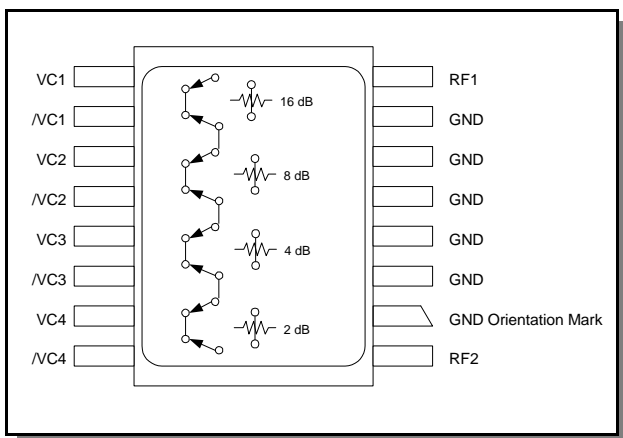 VC1
RF1
16 dB
/VC1
GND
VC2
GND
8 dB
/VC2
GND
VC3
GND
4 dB
/VC3
GND
VC4
GND Orientation Mark
2 dB
/VC4
RF2